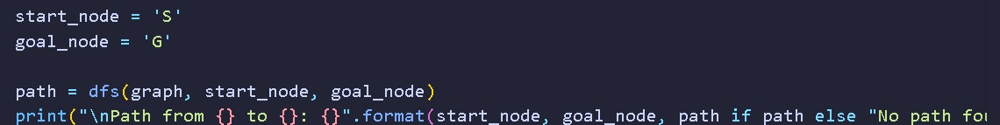 start_node = 'S'
goal_node = 'G'
path = dfs(graph, start_node, goal_node)
print("\nPath from {} to {}: {}".format(start_node, goal_node, path if path else "No path